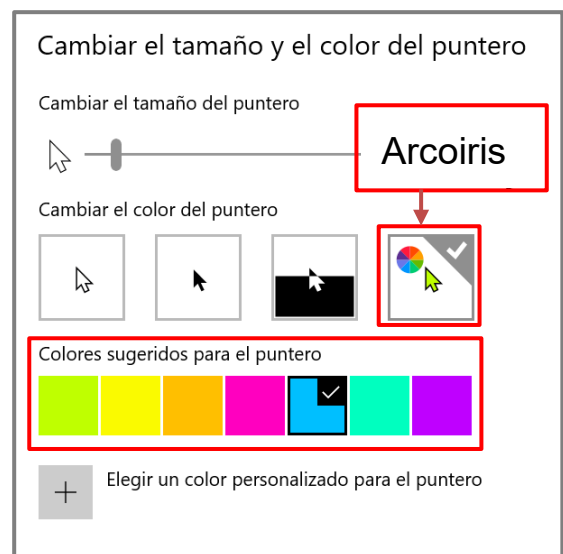 Cambiar el tamaño y el color del puntero
Cambiar el tamaño del puntero
Arcoiris
Cambiar el color del puntero
Colores sugeridos para el puntero
Elegir un color personalizado para el puntero